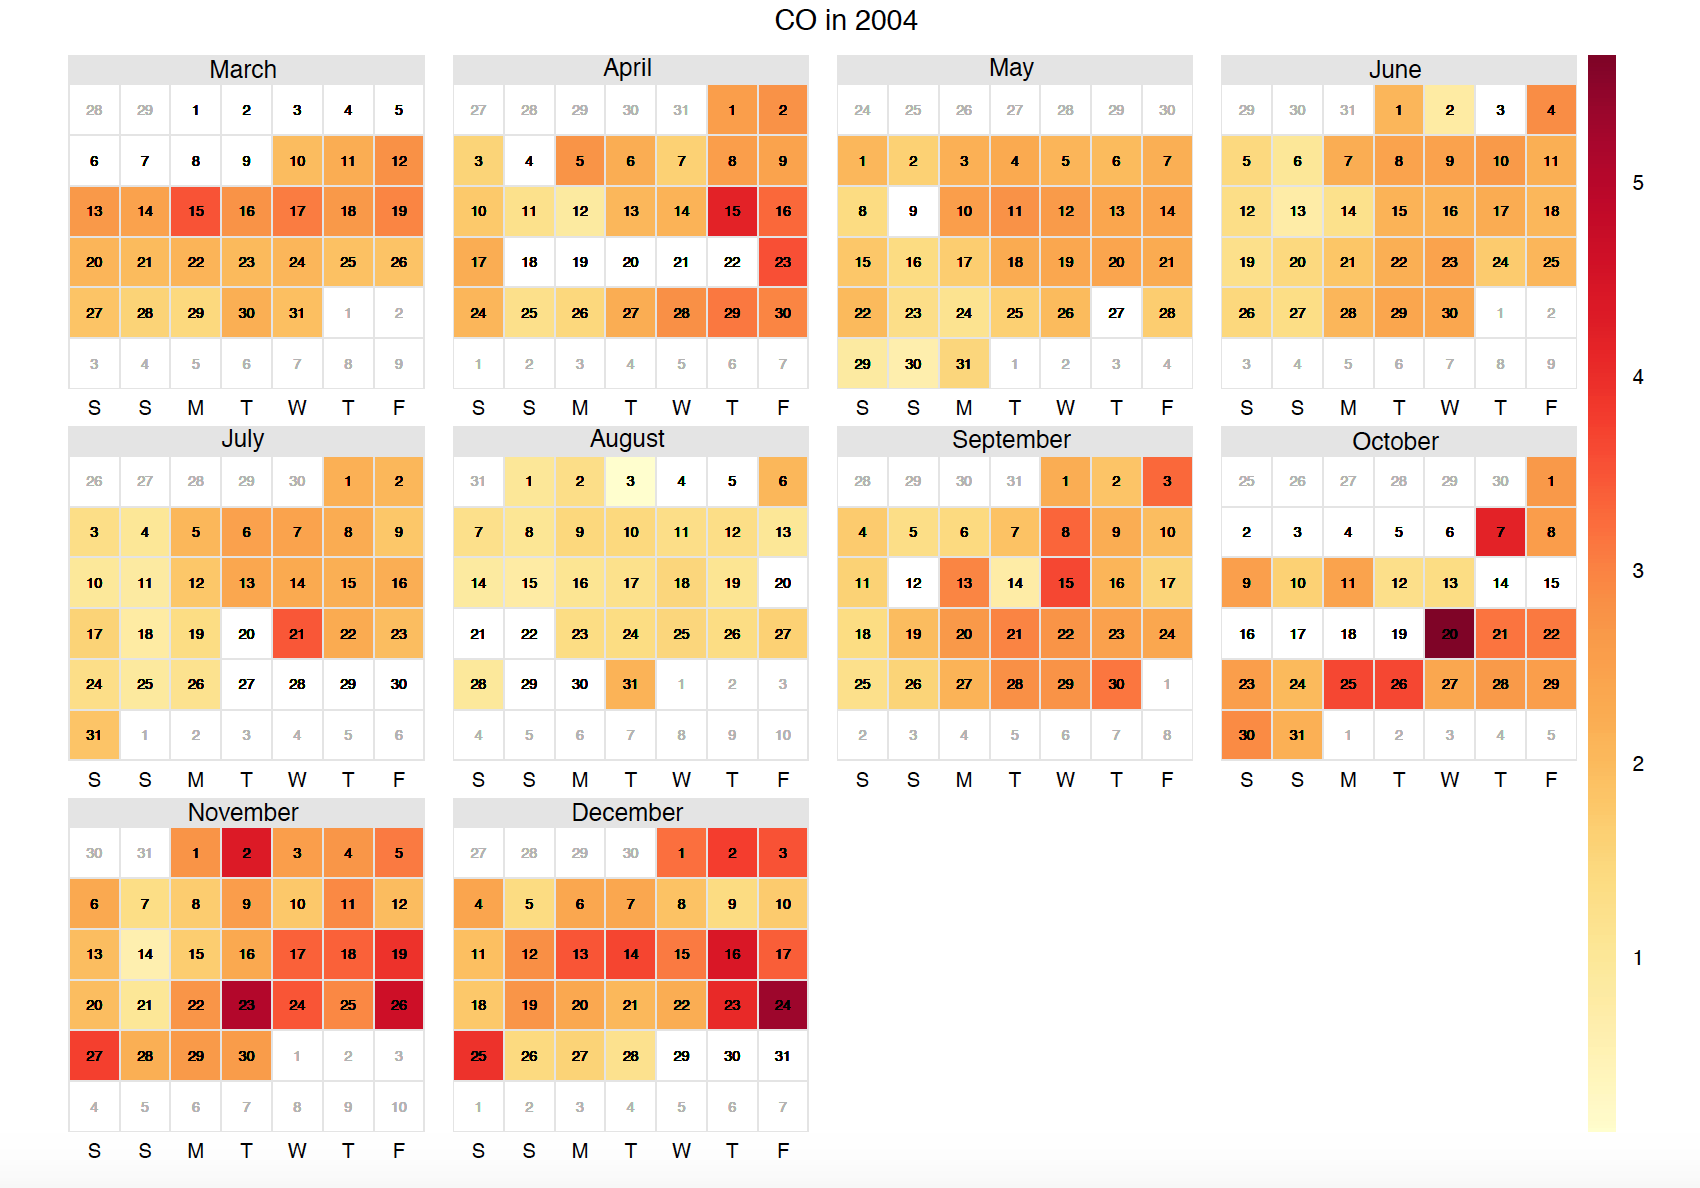 CO in 2004
March April May June
28 29 1 2 3 4 5 27 28 29 30 31 1 2 24 25 26 27 28 29 30 29 30 31 1 2 3 4
6 7 8 9 10 11 12 3 4 5 6 7 8 9 1 2 3 4 5 6 7 5 6 7 8 9 10 11
13 14 15 16 17 18 19 10 11 12 13 14 15 16 8 9 10 11 12 13 14 12 13 14 15 16 17 18 5
20 21 22 23 24 25 26 17 18 19 20 21 22 23 15 16 17 18 19 20 21 19 20 21 22 23 24 25
27 28 29 30 31 1 2 24 25 26 27 28 29 30 22 23 24 25 26 27 28 26 27 28 29 30 1 2
3 4 5 6 7 8 9 1 2 3 4 5 6 7 29 30 31 1 2 3 4 3 4 5 6 7 8 9 4
S S M T W T F S S M T W T F S S M T W T F S S M T W T F
July August September October
26 27 28 29 30 1 2 31 1 2 3 4 5 6 28 29 30 31 1 2 3 25 26 27 28 29 30 1
3 4 5 6 7 8 9 7 8 9 10 11 12 13 4 5 6 7 8 9 10 2 3 4 5 6 7 8
10 11 12 13 14 15 16 14 15 16 17 18 19 20 11 12 13 14 15 16 17 9 10 11 12 13 14 15 3
17 18 19 20 21 22 23 21 22 23 24 25 26 27 18 19 20 21 22 23 24 16 17 18 19 20 21 22
24 25 26 27 28 29 30 28 29 30 31 1 2 3 25 26 27 28 29 30 1 23 24 25 26 27 28 29
31 1 2 3 4 5 6 4 5 6 7 8 9 10 2 3 4 5 6 7 8 30 31 1 2 3 4 5 2
S S M T W T F S S M T W T F S S M T W T F S S M T W T F
November December
30 31 1 2 3 4 5 27 28 29 30 1 2 3
6 7 8 9 10 11 12 4 5 6 7 8 9 10
13 14 15 16 17 18 19 11 12 13 14 15 16 17 1
20 21 22 23 24 25 26 18 19 20 21 22 23 24
27 28 29 30 1 2 3 25 26 27 28 29 30 31
4 5 6 7 8 9 10 1 2 3 4 5 6 7
S S M T W T F S S M T W T F